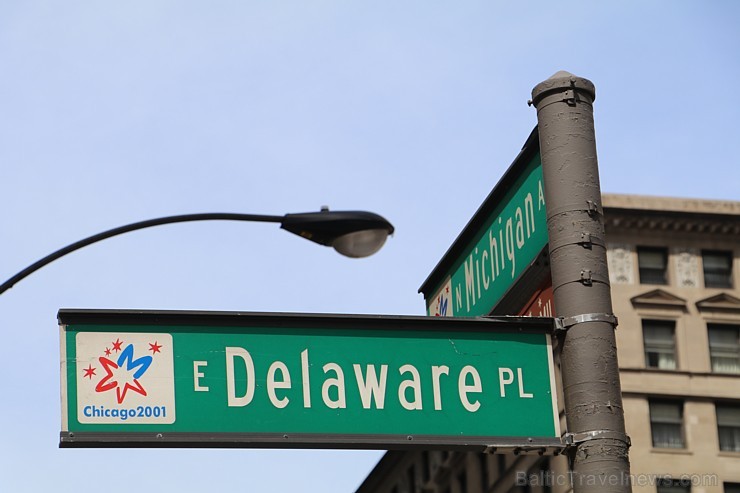 N Michigan A
Chicago2001
E Delaware PL
BalticTravelnews.com